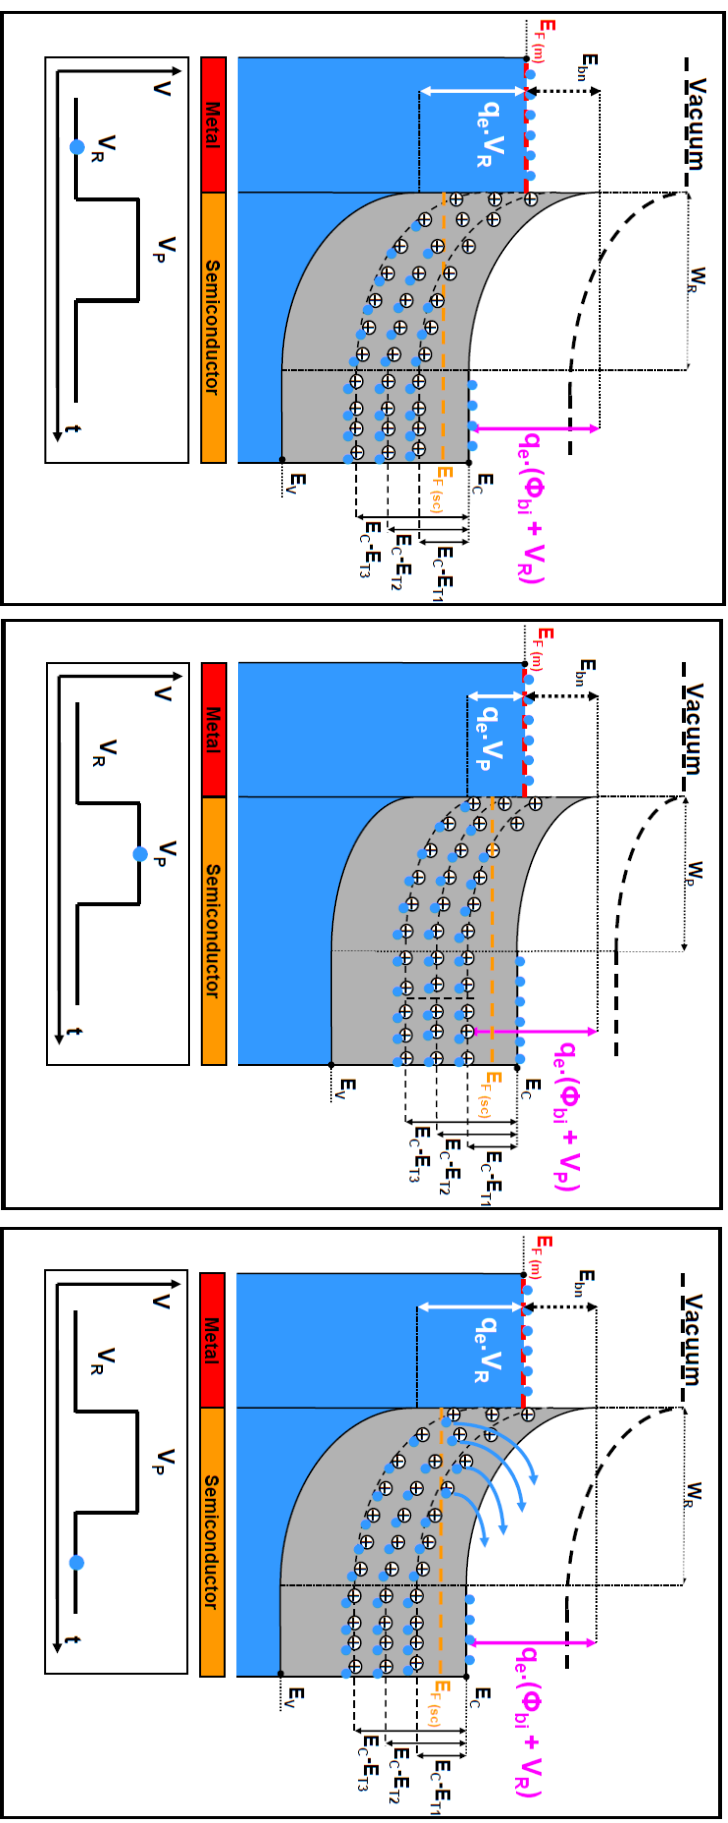 Vacuum
W_R
E_bn
E_F (m)
q_e.V_R
q_e.(Φ_bi + V_R)
E_C
E_F (sc)
E_V
E_C-E_T1
E_C-E_T2
E_C-E_T3
Metal
Semiconductor
V
V_R
V_P
t
Vacuum
W_P
E_bn
E_F (m)
q_e.V_P
q_e.(Φ_bi + V_P)
E_C
E_F (sc)
E_V
E_C-E_T1
E_C-E_T2
E_C-E_T3
Metal
Semiconductor
V
V_R
V_P
t
Vacuum
W_R
E_bn
E_F (m)
q_e.V_R
q_e.(Φ_bi + V_R)
E_C
E_F (sc)
E_V
E_C-E_T1
E_C-E_T2
E_C-E_T3
Metal
Semiconductor
V
V_R
V_P
t